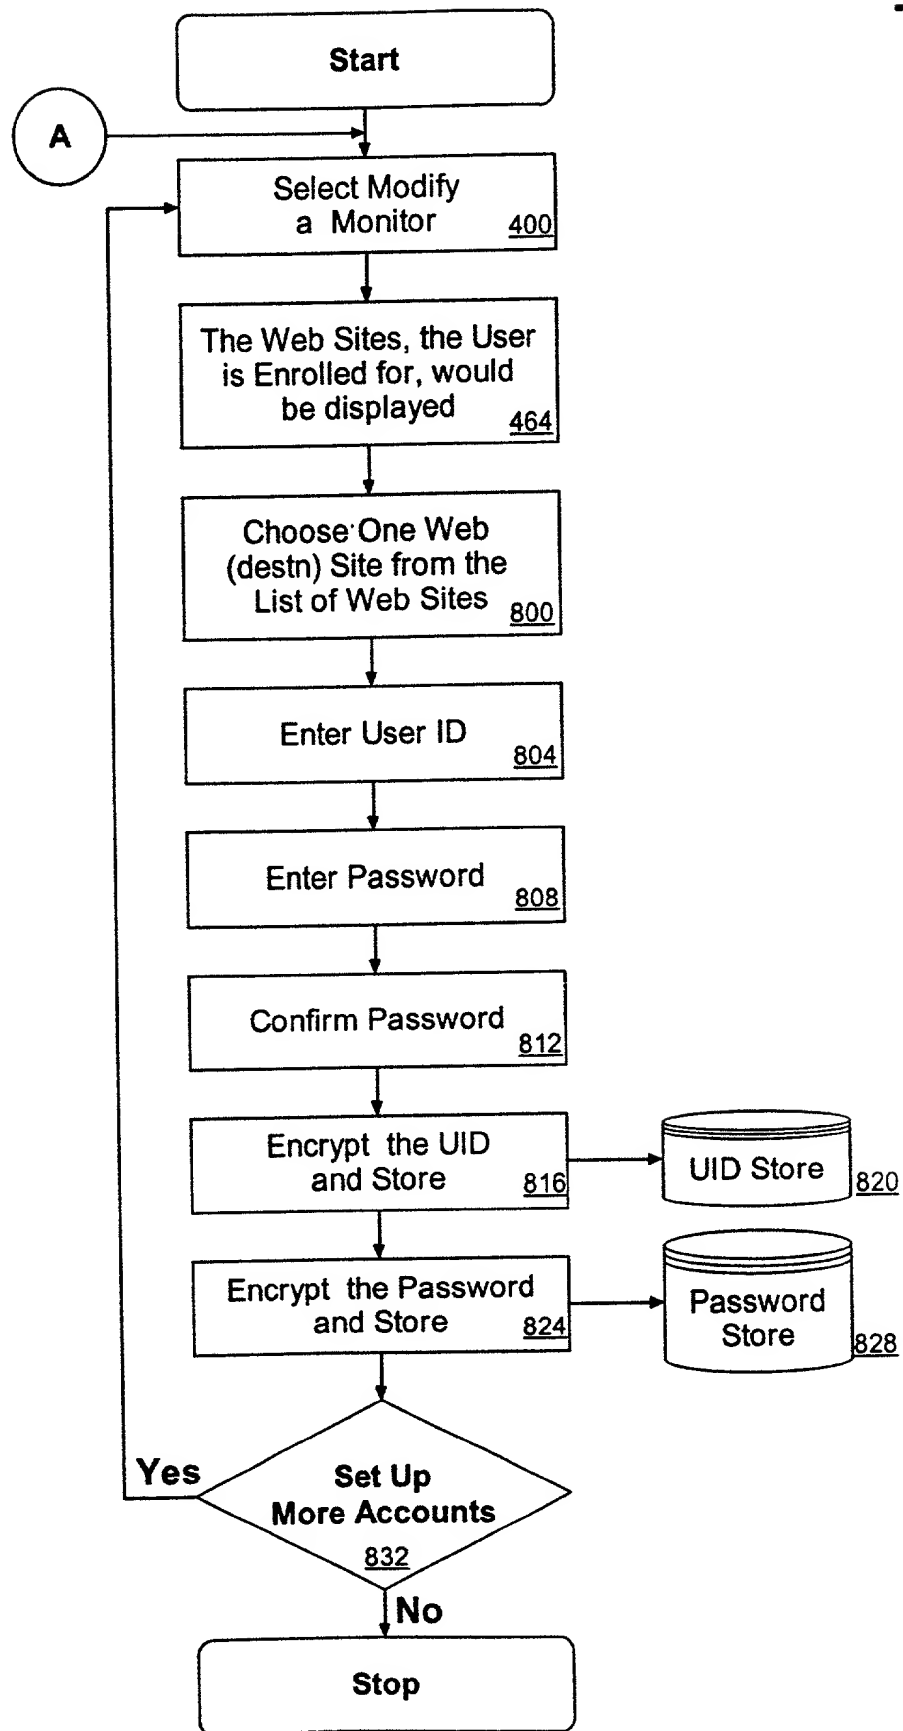 Start
A
Select Modify
a Monitor
400
The Web Sites, the User
is Enrolled for, would
be displayed
464
Choose One Web
(destn) Site from the
List of Web Sites
800
Enter User ID
804
Enter Password
808
Confirm Password
812
Encrypt the UID
and Store
816
UID Store
820
Encrypt the Password
and Store
824
Password
Store
828
Yes
Set Up
More Accounts
832
No
Stop